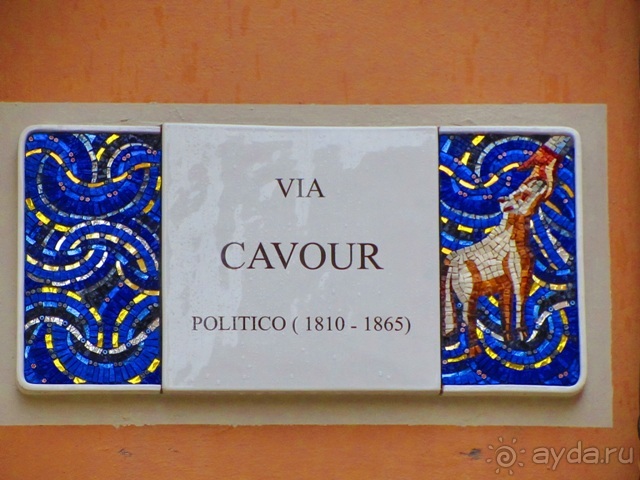 VIA
CAVOUR
POLITICO ( 1810 - 1865)
ayda.ru